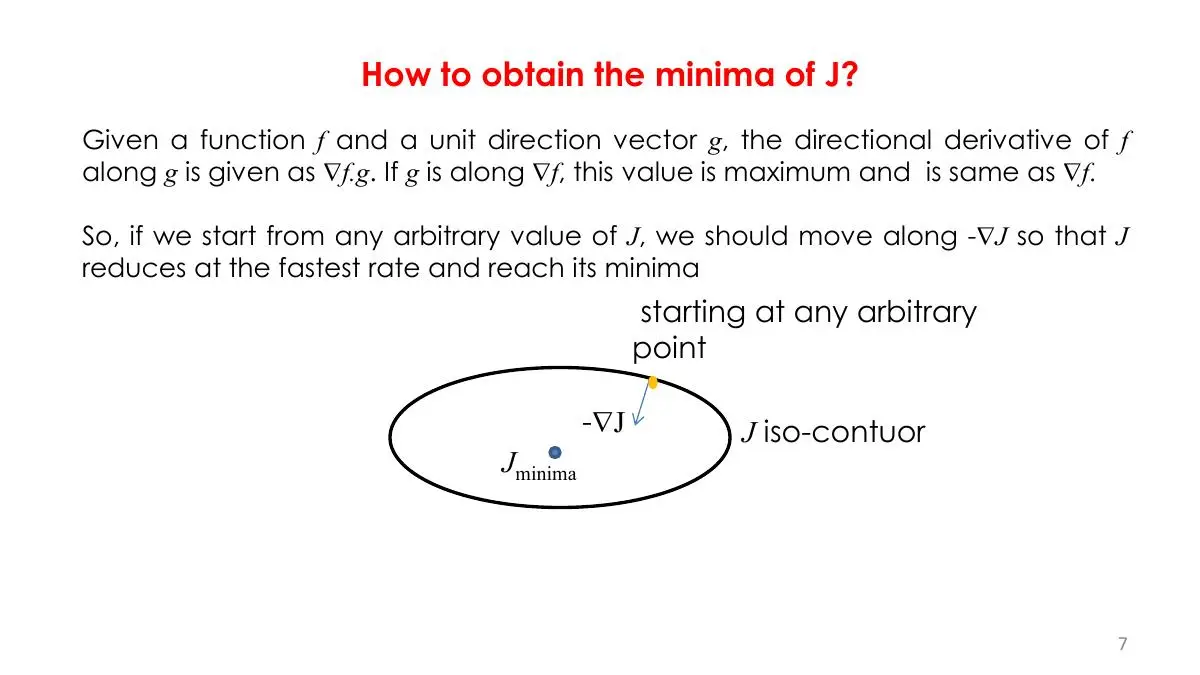 How to obtain the minima of J?
Given a function f and a unit direction vector g, the directional derivative of f
along g is given as ∇f.g. If g is along ∇f, this value is maximum and is same as ∇f.
So, if we start from any arbitrary value of J, we should move along -∇J so that J
reduces at the fastest rate and reach its minima
starting at any arbitrary
point
-∇J
J iso-contuor
Jminima
7